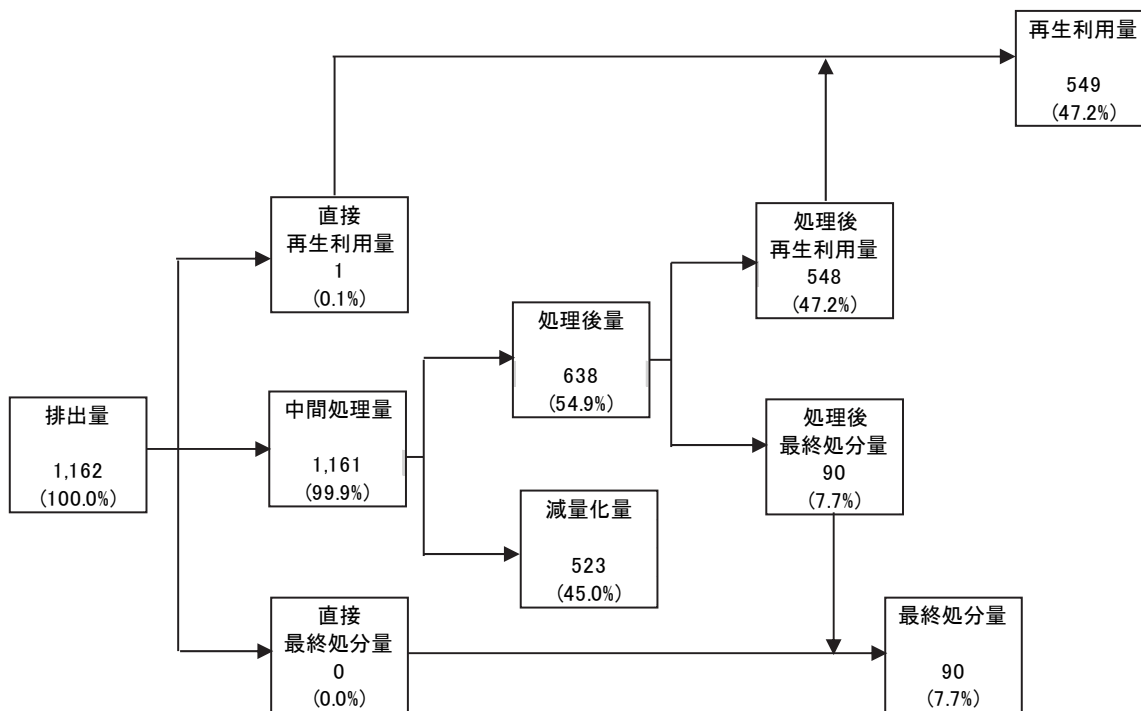 再生利用量
549
(47.2%)
直接
再生利用量
1
(0.1%)
処理後
再生利用量
548
(47.2%)
処理後量
638
(54.9%)
排出量
1,162
(100.0%)
中間処理量
1,161
(99.9%)
処理後
最終処分量
90
(7.7%)
減量化量
523
(45.0%)
直接
最終処分量
0
(0.0%)
最終処分量
90
(7.7%)